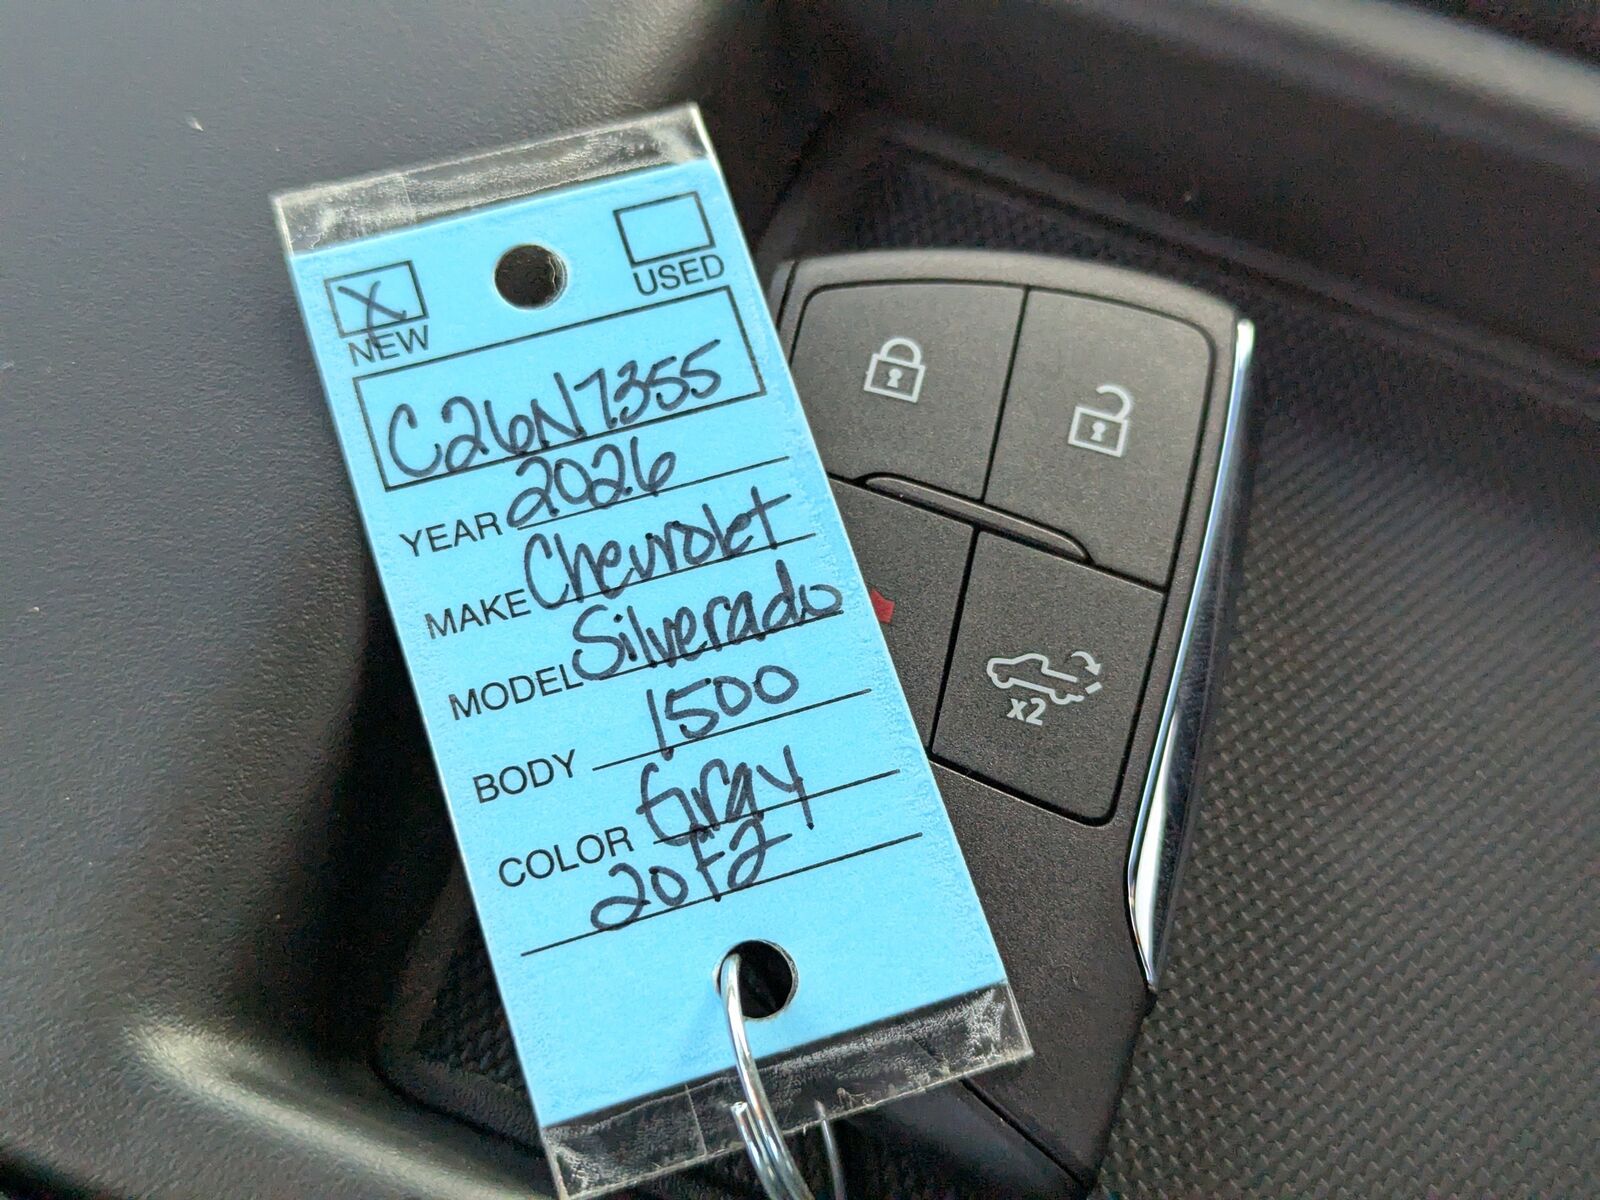 X
NEW USED
C26N7355
YEAR 2026
MAKE Chevrolet
MODEL Silverado
BODY 1500
COLOR Gray
20F2
x2